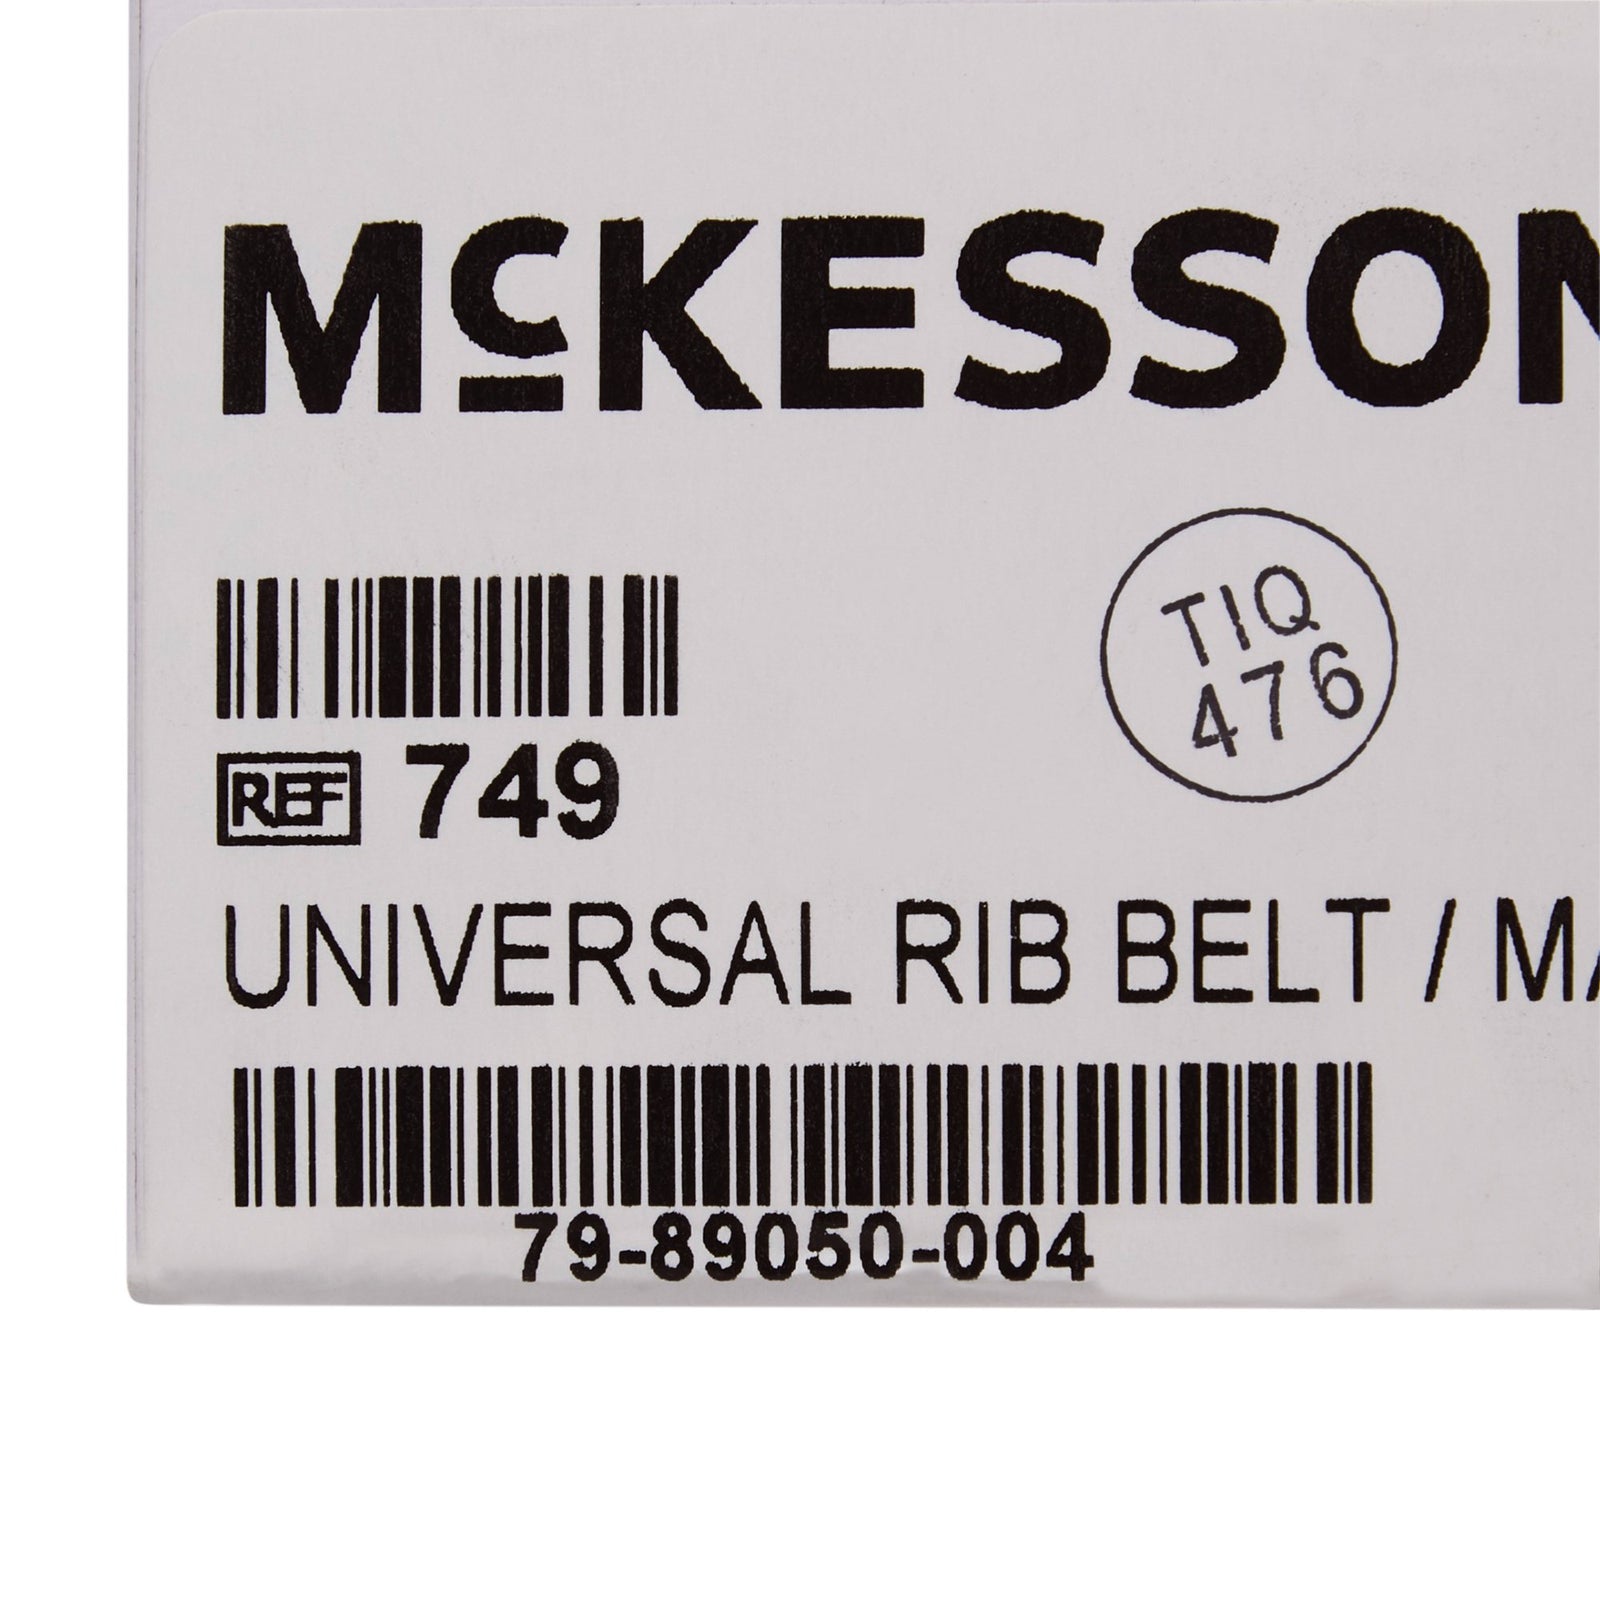 McKESSON
TIQ
476
REF 749
UNIVERSAL RIB BELT / MA
79-89050-004